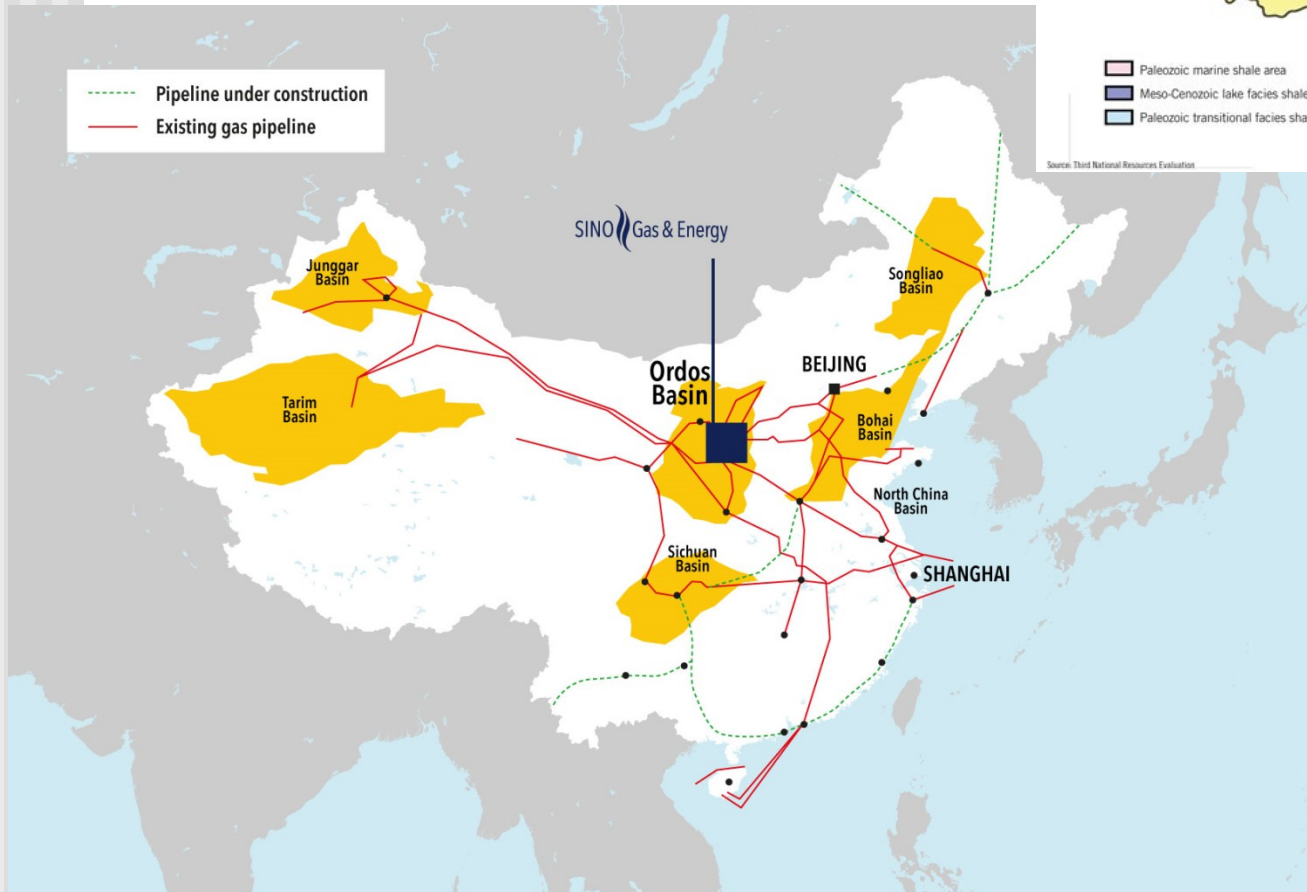 Pipeline under construction
Existing gas pipeline
Paleozoic marine shale area
Meso-Cenozoic lake facies shale
Paleozoic transitional facies
Source: Third National Resources Evaluation
SINO Gas & Energy
Junggar
Basin
Songliao
Basin
Ordos
Basin
BEIJING
Tarim
Basin
Bohai
Basin
North China
Basin
Sichuan
Basin
SHANGHAI